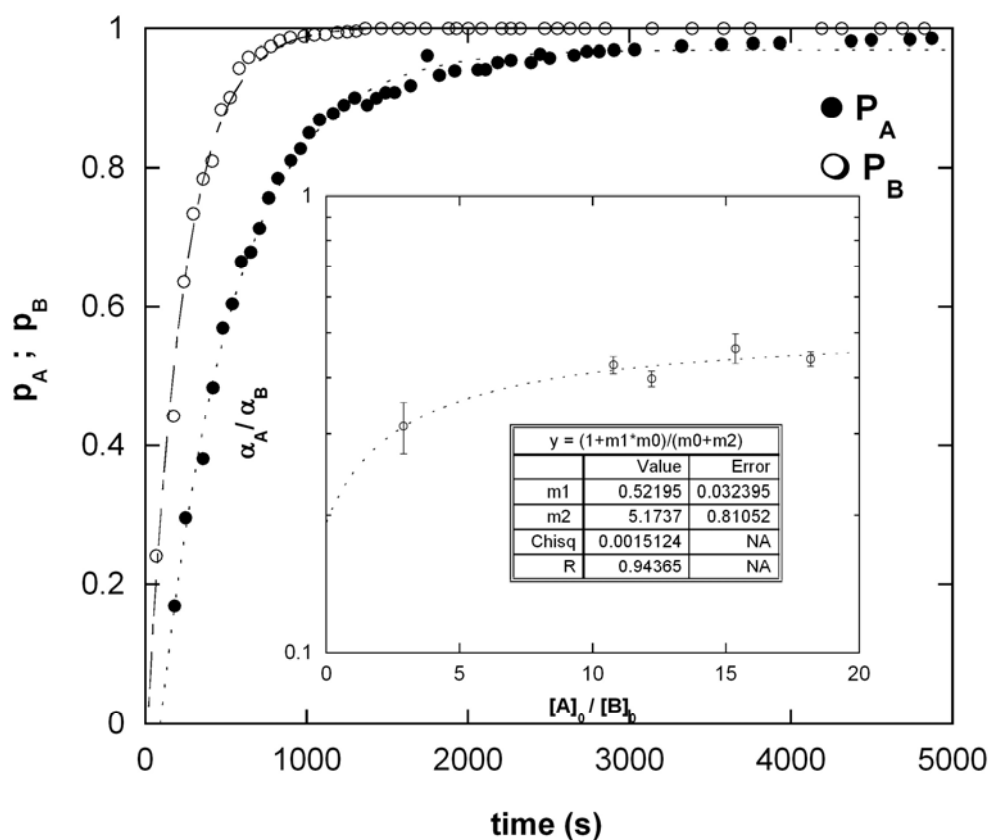 p_A ; p_B
1
0.8
0.6
0.4
0.2
0
0
1000
2000
3000
4000
5000
time (s)
P_A
P_B
α_A/α_B
1
0.1
0
5
10
15
20
[A]_0 / [B]_0
y = (1+m1*m0)/(m0+m2)
Value Error
m1 0.52195 0.032395
m2 5.1737 0.81052
Chisq 0.0015124 NA
R 0.94365 NA